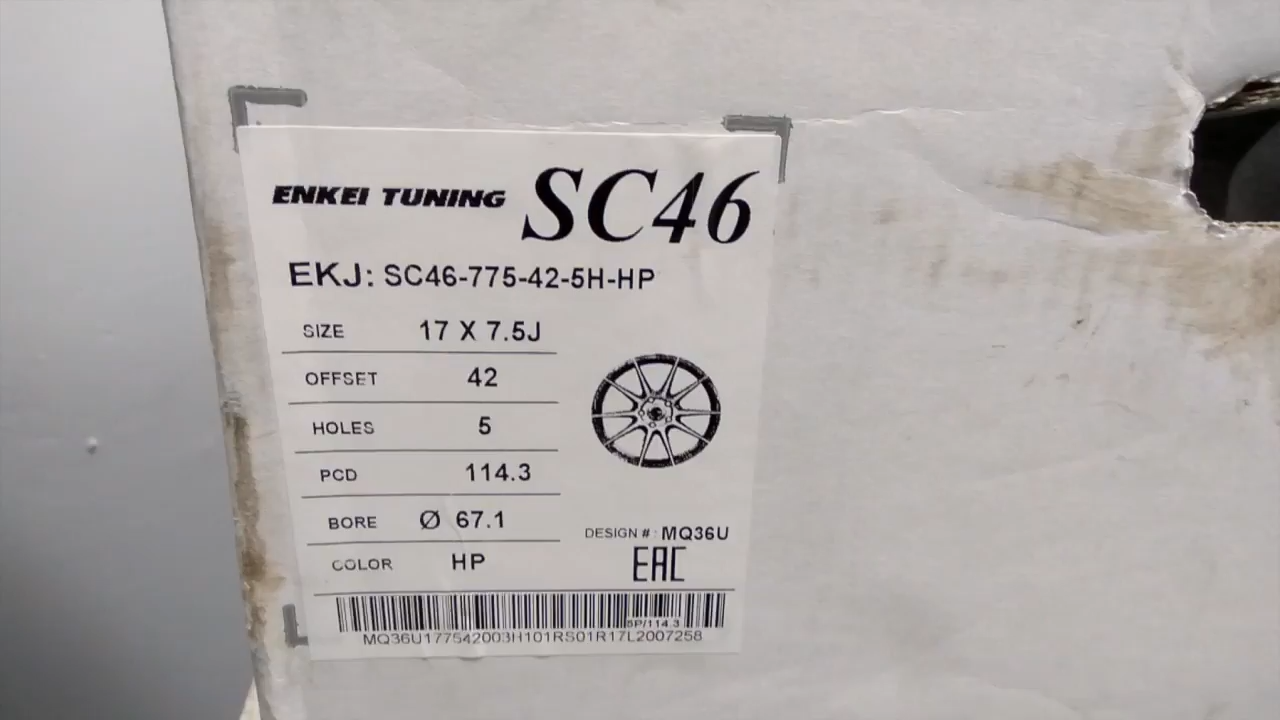 ENKEI TUNING SC46
EKJ: SC46-775-42-5H-HP
SIZE 17 X 7.5J
OFFSET 42
HOLES 5
PCD 114.3
BORE Ø 67.1
DESIGN # : MQ36U
COLOR HP
EAC
5P/114.3
MQ36U177542003H101RS01R17L2007258